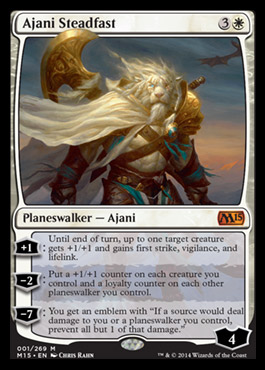 Ajani Steadfast 3
Planeswalker — Ajani M15
+1 : Until end of turn, up to one target creature
gets +1/+1 and gains first strike, vigilance, and
lifelink.
-2 : Put a +1/+1 counter on each creature you
control and a loyalty counter on each other
planeswalker you control.
-7 : You get an emblem with “If a source would deal
damage to you or a planeswalker you control,
prevent all but 1 of that damage.”
4
001/269 M
M15 • EN Chris Rahn ™ & © 2014 Wizards of the Coast